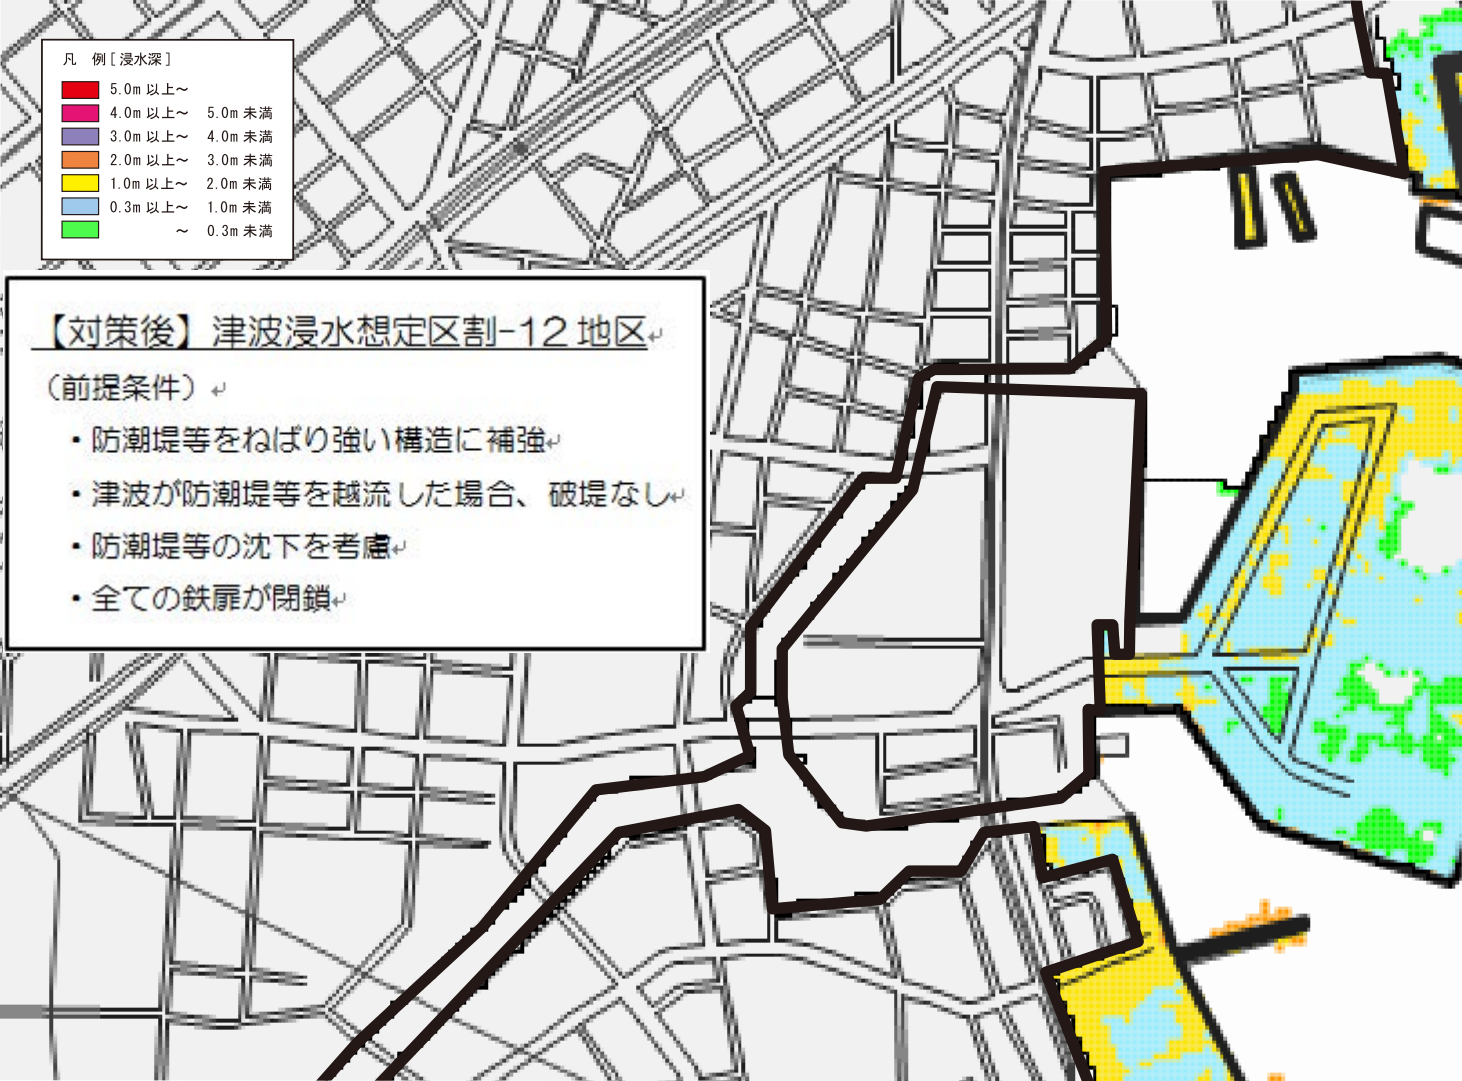 凡 例[浸水深]
5.0m 以上～
4.0m 以上～ 5.0m 未満
3.0m 以上～ 4.0m 未満
2.0m 以上～ 3.0m 未満
1.0m 以上～ 2.0m 未満
0.3m 以上～ 1.0m 未満
～ 0.3m 未満
【対策後】津波浸水想定区割-12 地区↵
（前提条件）↵
・防潮堤等をねばり強い構造に補強↵
・津波が防潮堤等を越流した場合、破堤なし↵
・防潮堤等の沈下を考慮↵
・全ての鉄扉が閉鎖↵